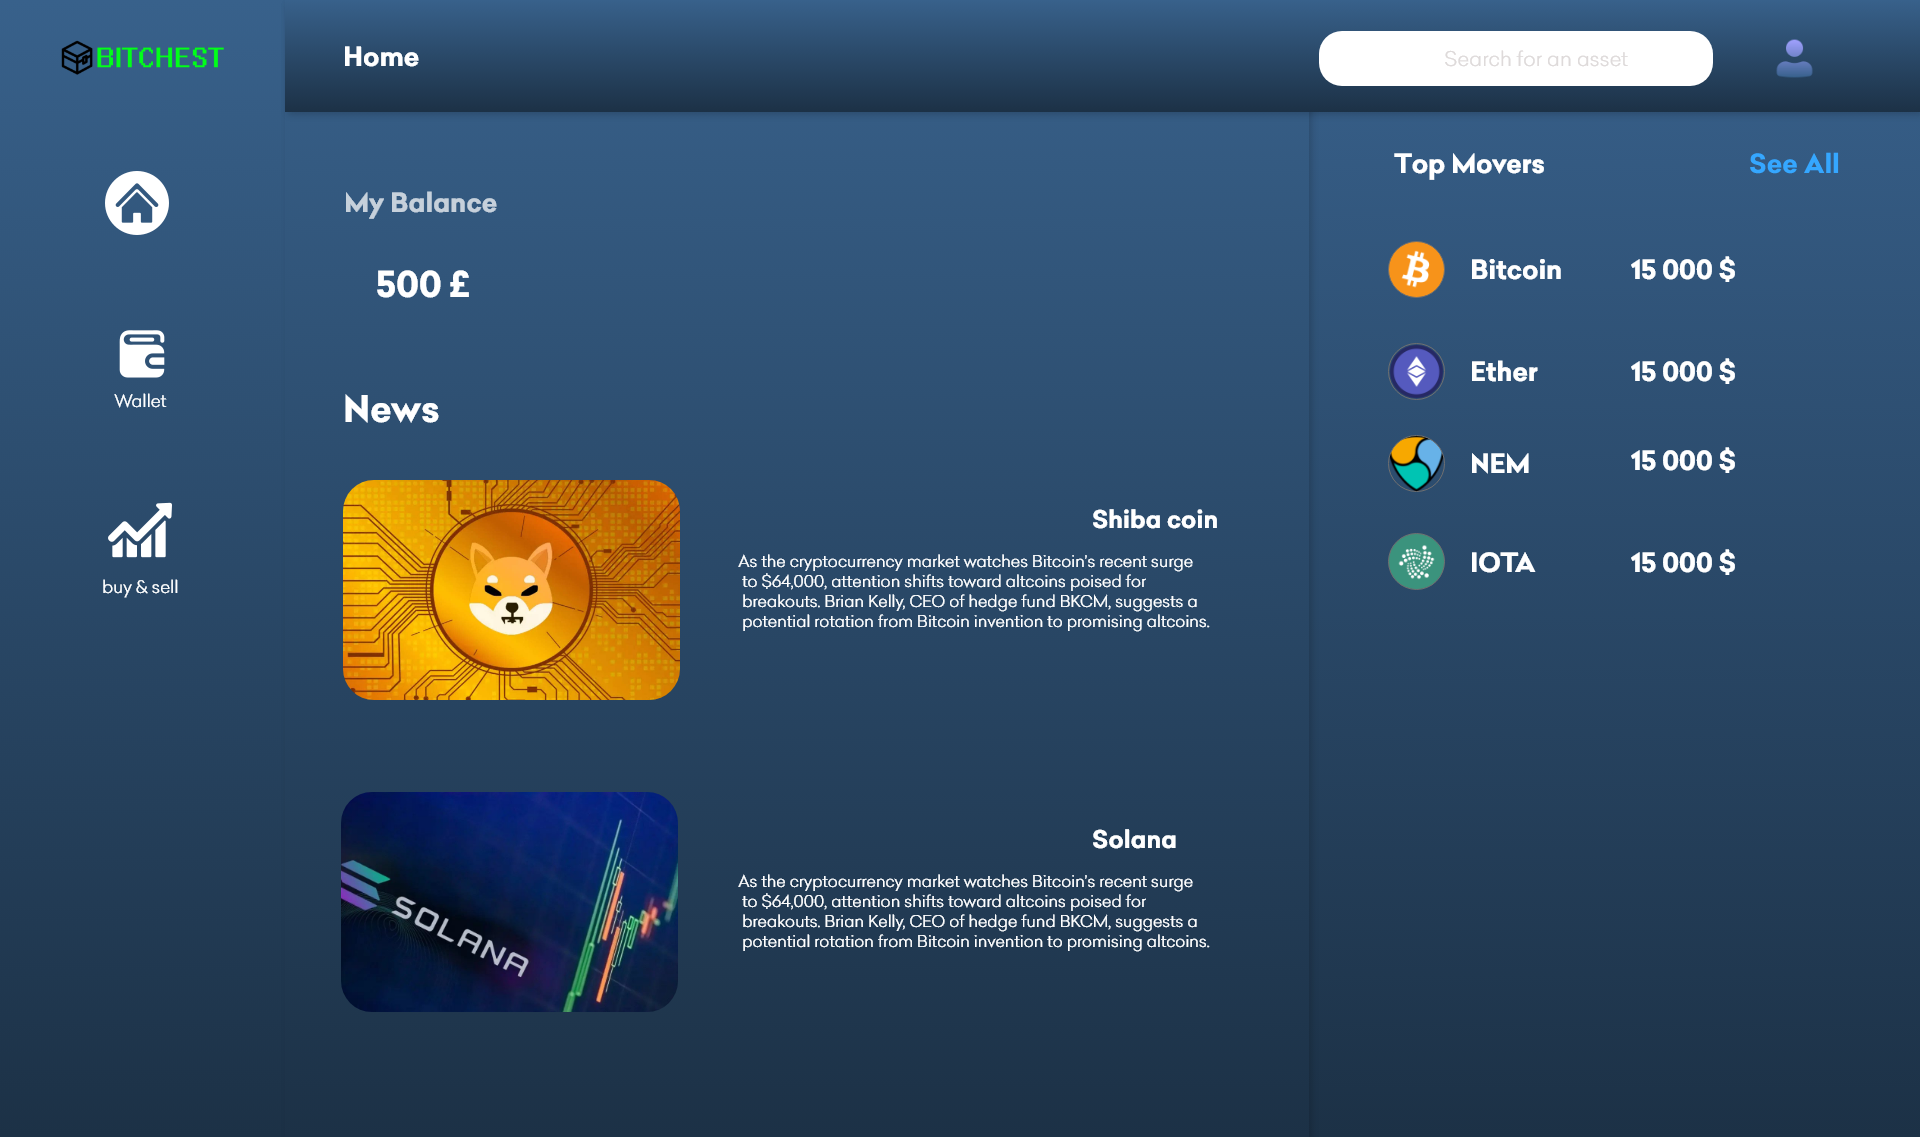 BITCHEST
Home
Search for an asset
Top Movers
See All
My Balance
500 £
Bitcoin
15 000 $
Ether
15 000 $
Wallet
News
NEM
15 000 $
IOTA
15 000 $
buy & sell
Shiba coin
As the cryptocurrency market watches Bitcoin's recent surge
to $64,000, attention shifts toward altcoins poised for
breakouts. Brian Kelly, CEO of hedge fund BKCM, suggests a
potential rotation from Bitcoin invention to promising altcoins.
SOLANA
Solana
As the cryptocurrency market watches Bitcoin's recent surge
to $64,000, attention shifts toward altcoins poised for
breakouts. Brian Kelly, CEO of hedge fund BKCM, suggests a
potential rotation from Bitcoin invention to promising altcoins.